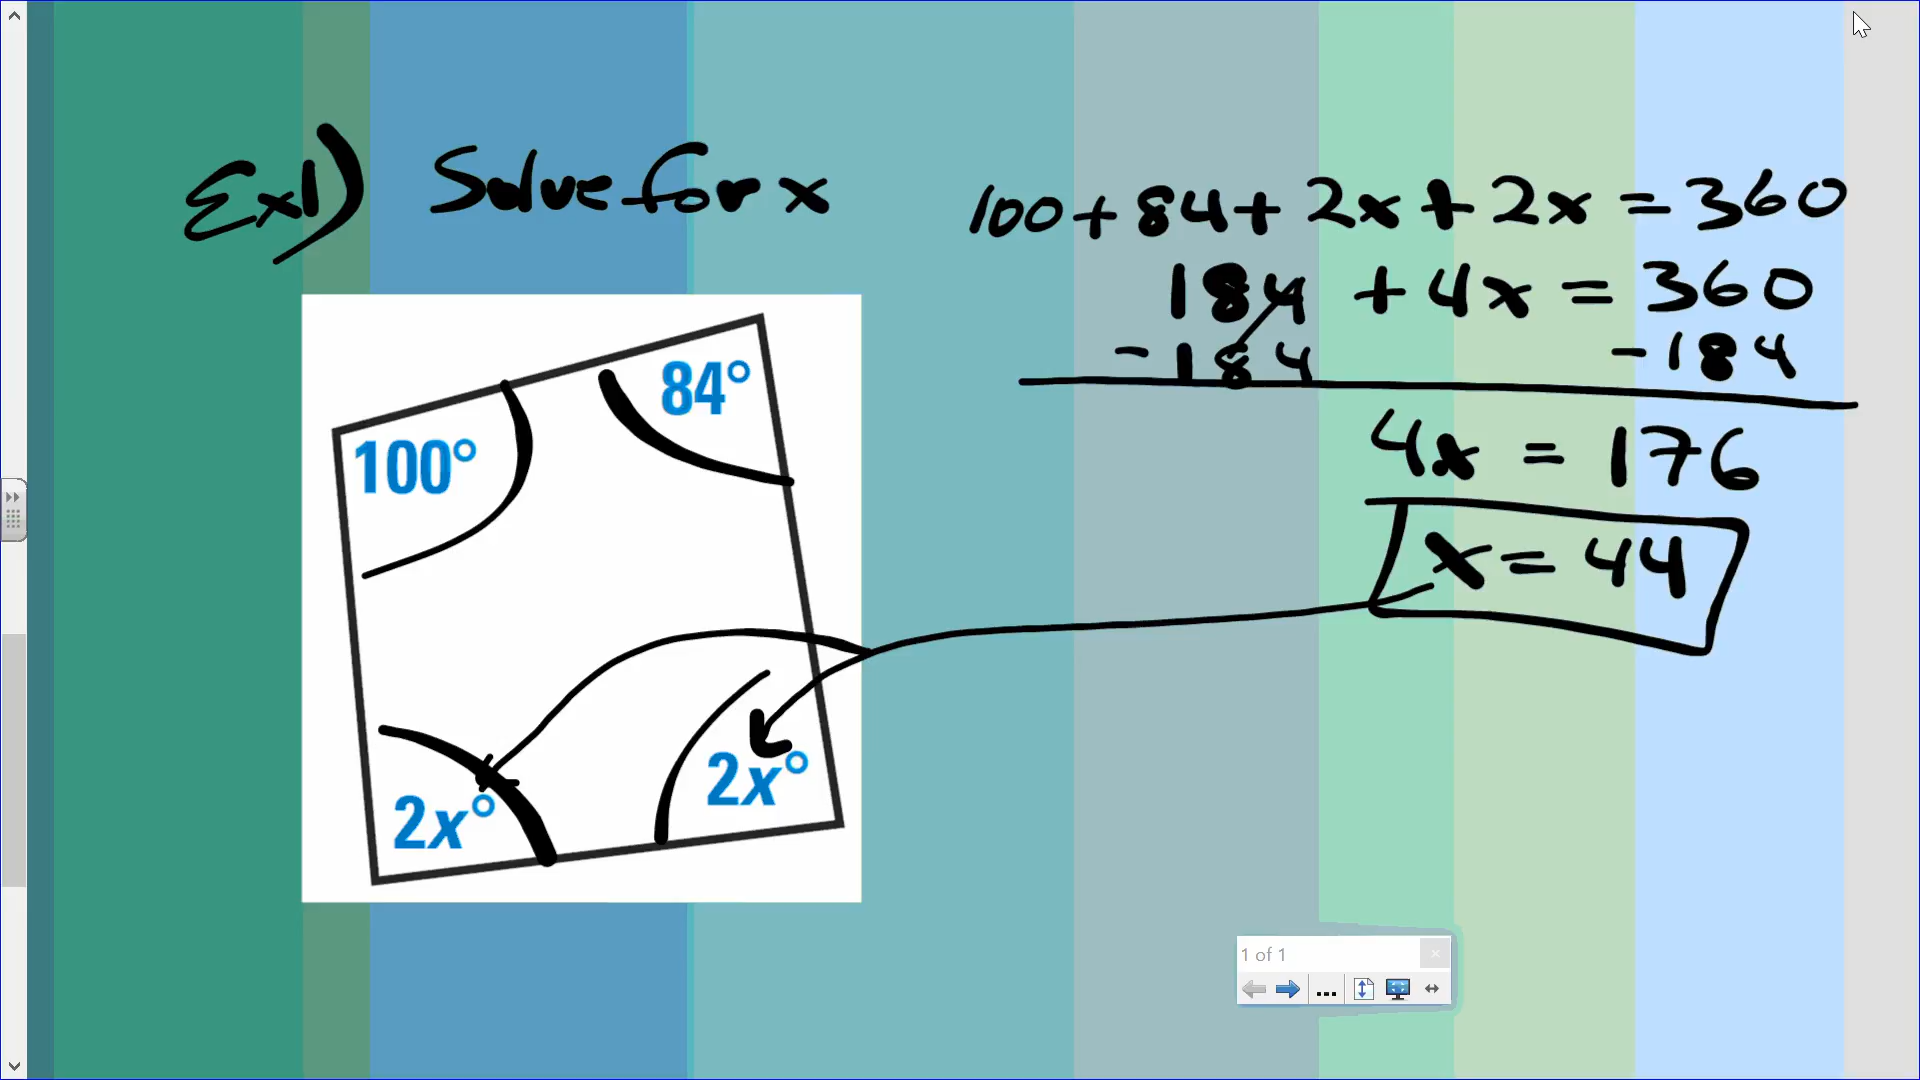 Ex1) Solve for x
100 + 84 + 2x + 2x = 360
184 + 4x = 360
-184 -184
4x = 176
x = 44
84°
100°
2x°
2x°
1 of 1
...